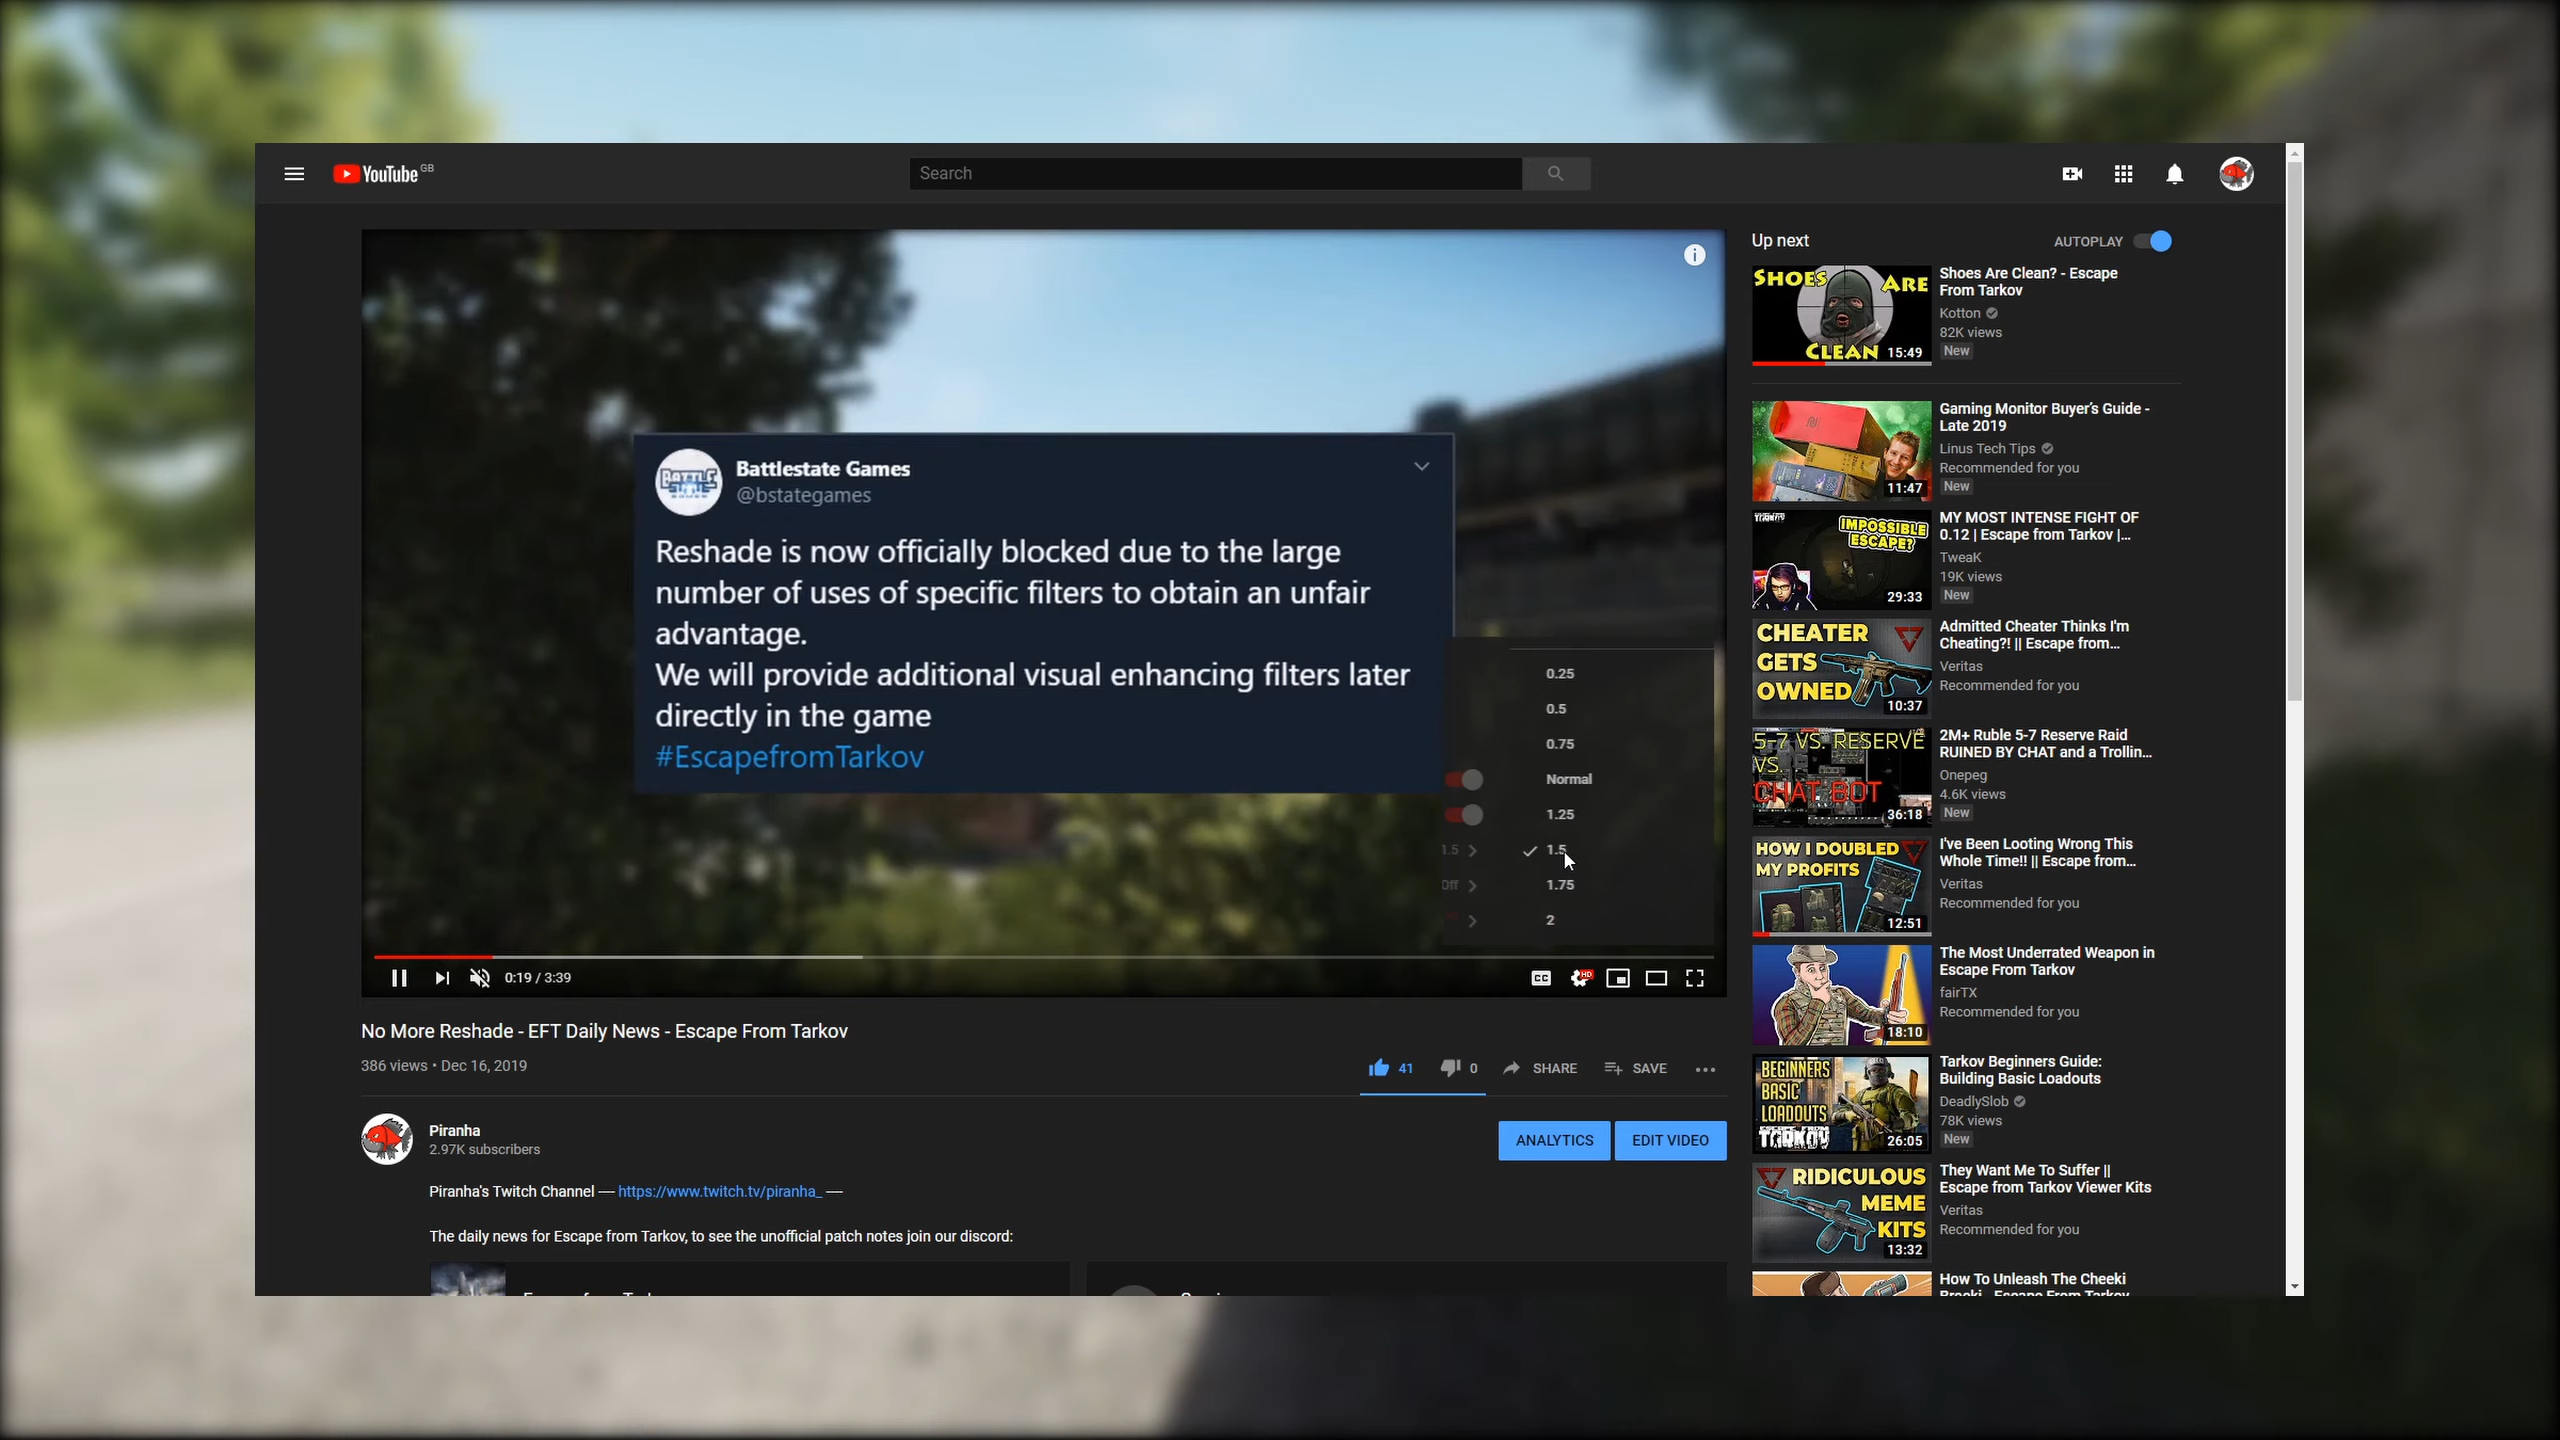 YouTube GB
Search
Battlestate Games
@bstategames
Reshade is now officially blocked due to the large
number of uses of specific filters to obtain an unfair
advantage.
We will provide additional visual enhancing filters later
directly in the game
#EscapefromTarkov
0.25
0.5
0.75
Normal
1.25
1.5
1.5
1.75
Off
2
0:19 / 3:39
CC
HD
No More Reshade - EFT Daily News - Escape From Tarkov
386 views • Dec 16, 2019
41
0
SHARE
SAVE
Piranha
2.97K subscribers
ANALYTICS
EDIT VIDEO
Piranha's Twitch Channel — https://www.twitch.tv/piranha_ —
The daily news for Escape from Tarkov, to see the unofficial patch notes join our discord:
Up next
AUTOPLAY
SHOES ARE
CLEAN
15:49
Shoes Are Clean? - Escape
From Tarkov
Kotton
82K views
New
11:47
Gaming Monitor Buyer's Guide -
Late 2019
Linus Tech Tips
Recommended for you
New
IMPOSSIBLE
ESCAPE?
29:33
MY MOST INTENSE FIGHT OF
0.12 | Escape from Tarkov |...
TweaK
19K views
New
CHEATER
GETS
OWNED
10:37
Admitted Cheater Thinks I'm
Cheating?! || Escape from...
Veritas
Recommended for you
5-7 VS. RESERVE
VS.
CHAT BOT
36:18
2M+ Ruble 5-7 Reserve Raid
RUINED BY CHAT and a Trollin...
Onepeg
4.6K views
New
HOW I DOUBLED
MY PROFITS
12:51
I've Been Looting Wrong This
Whole Time!! || Escape from...
Veritas
Recommended for you
18:10
The Most Underrated Weapon in
Escape From Tarkov
fairTX
Recommended for you
BEGINNERS
BASIC
LOADOUTS
ESCAPE FROM
TARKOV
26:05
Tarkov Beginners Guide:
Building Basic Loadouts
DeadlySlob
78K views
New
RIDICULOUS
MEME
KITS
13:32
They Want Me To Suffer ||
Escape from Tarkov Viewer Kits
Veritas
Recommended for you
How To Unleash The Cheeki
Breeki - Escape From Tarkov